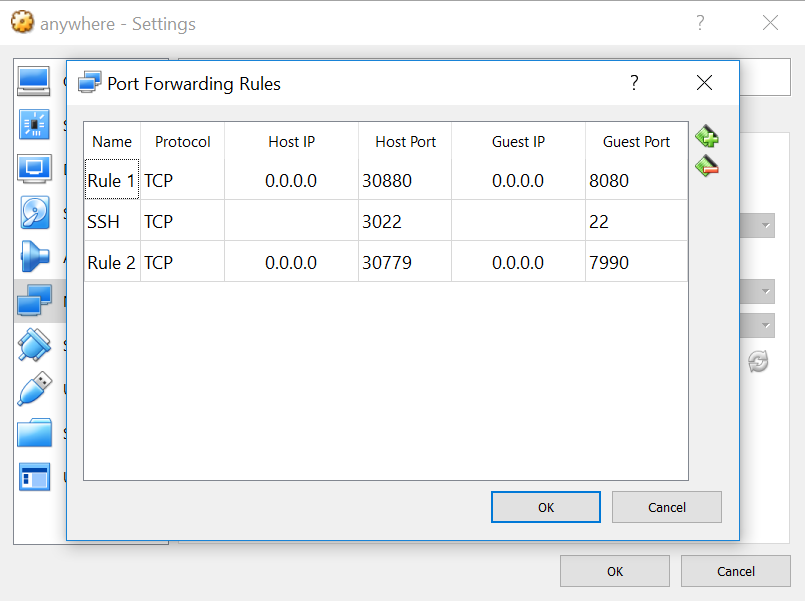 anywhere - Settings
Port Forwarding Rules
Name Protocol Host IP Host Port Guest IP Guest Port
Rule 1 TCP 0.0.0.0 30880 0.0.0.0 8080
SSH TCP 3022 22
Rule 2 TCP 0.0.0.0 30779 0.0.0.0 7990
OK Cancel
OK Cancel